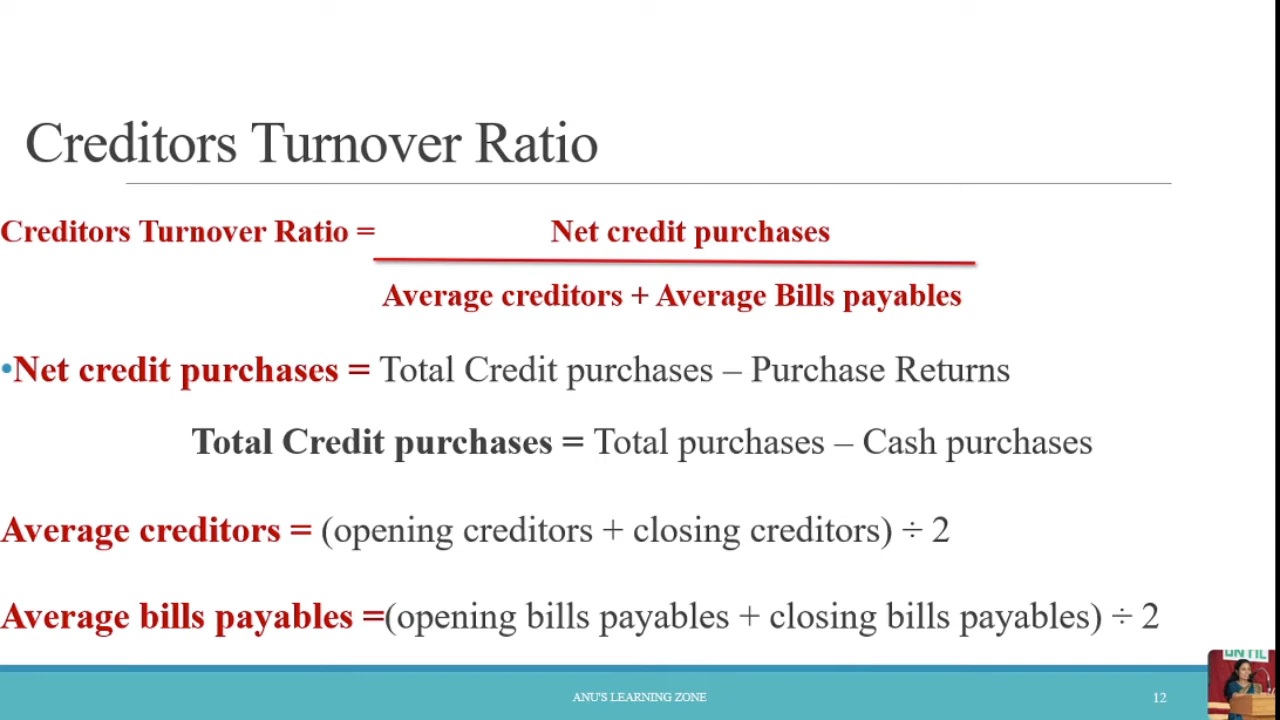 Creditors Turnover Ratio
Creditors Turnover Ratio = Net credit purchases
Average creditors + Average Bills payables
•Net credit purchases = Total Credit purchases – Purchase Returns
Total Credit purchases = Total purchases – Cash purchases
Average creditors = (opening creditors + closing creditors) ÷ 2
Average bills payables =(opening bills payables + closing bills payables) ÷ 2
ANU'S LEARNING ZONE
12